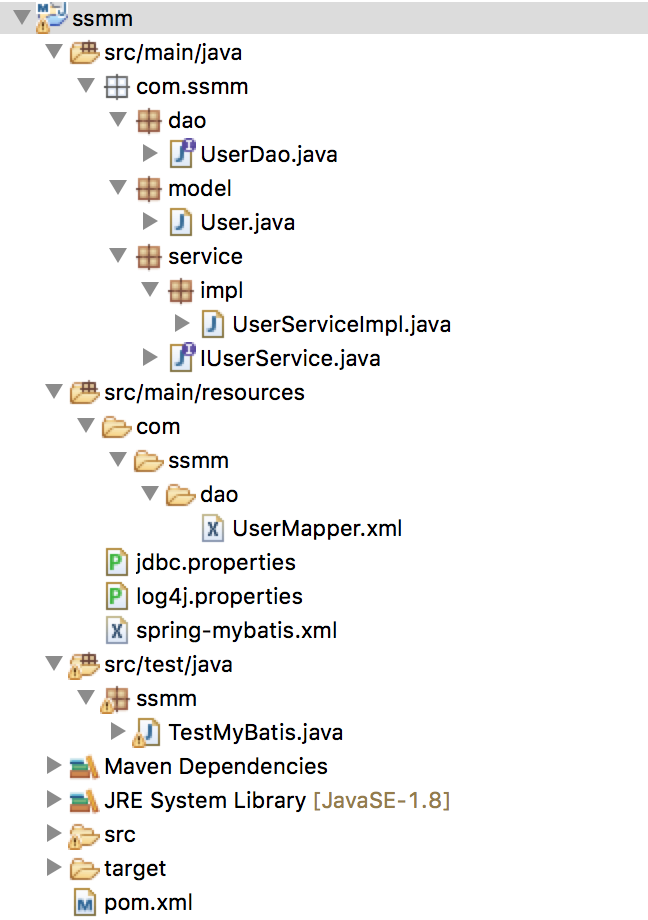 ssmm
src/main/java
com.ssmm
dao
UserDao.java
model
User.java
service
impl
UserServiceImpl.java
IUserService.java
src/main/resources
com
ssmm
dao
UserMapper.xml
jdbc.properties
log4j.properties
spring-mybatis.xml
src/test/java
ssmm
TestMyBatis.java
Maven Dependencies
JRE System Library [JavaSE-1.8]
src
target
pom.xml